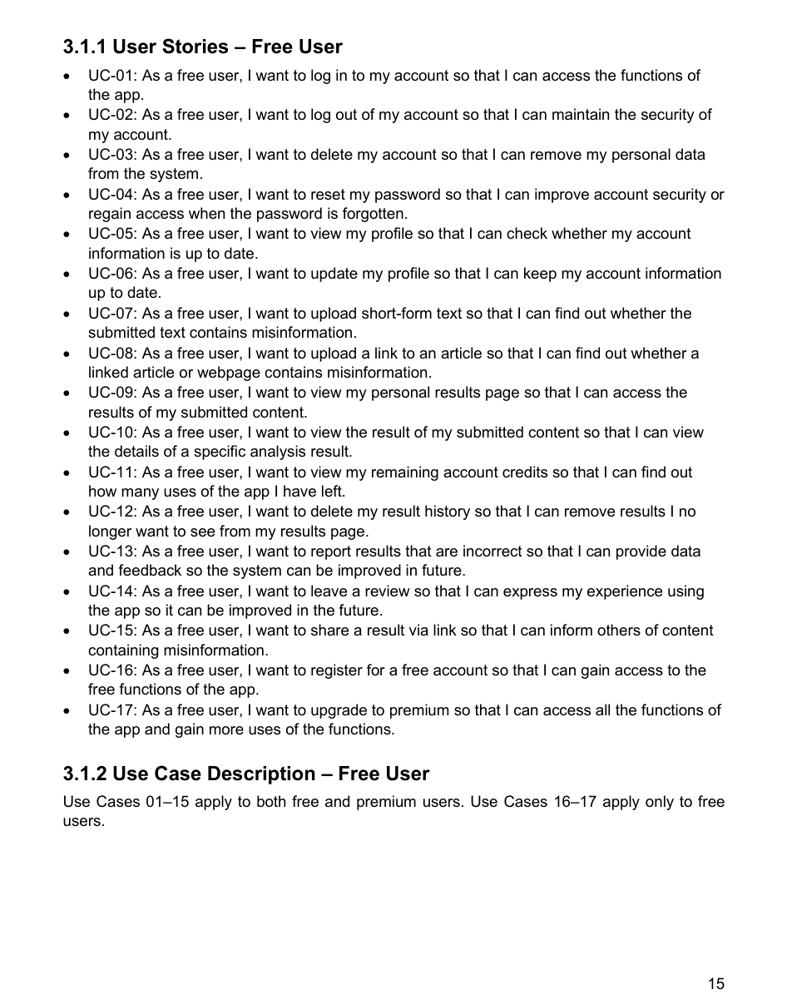 3.1.1 User Stories – Free User
• UC-01: As a free user, I want to log in to my account so that I can access the functions of
the app.
• UC-02: As a free user, I want to log out of my account so that I can maintain the security of
my account.
• UC-03: As a free user, I want to delete my account so that I can remove my personal data
from the system.
• UC-04: As a free user, I want to reset my password so that I can improve account security or
regain access when the password is forgotten.
• UC-05: As a free user, I want to view my profile so that I can check whether my account
information is up to date.
• UC-06: As a free user, I want to update my profile so that I can keep my account information
up to date.
• UC-07: As a free user, I want to upload short-form text so that I can find out whether the
submitted text contains misinformation.
• UC-08: As a free user, I want to upload a link to an article so that I can find out whether a
linked article or webpage contains misinformation.
• UC-09: As a free user, I want to view my personal results page so that I can access the
results of my submitted content.
• UC-10: As a free user, I want to view the result of my submitted content so that I can view
the details of a specific analysis result.
• UC-11: As a free user, I want to view my remaining account credits so that I can find out
how many uses of the app I have left.
• UC-12: As a free user, I want to delete my result history so that I can remove results I no
longer want to see from my results page.
• UC-13: As a free user, I want to report results that are incorrect so that I can provide data
and feedback so the system can be improved in future.
• UC-14: As a free user, I want to leave a review so that I can express my experience using
the app so it can be improved in the future.
• UC-15: As a free user, I want to share a result via link so that I can inform others of content
containing misinformation.
• UC-16: As a free user, I want to register for a free account so that I can gain access to the
free functions of the app.
• UC-17: As a free user, I want to upgrade to premium so that I can access all the functions of
the app and gain more uses of the functions.
3.1.2 Use Case Description – Free User
Use Cases 01–15 apply to both free and premium users. Use Cases 16–17 apply only to free
users.
15